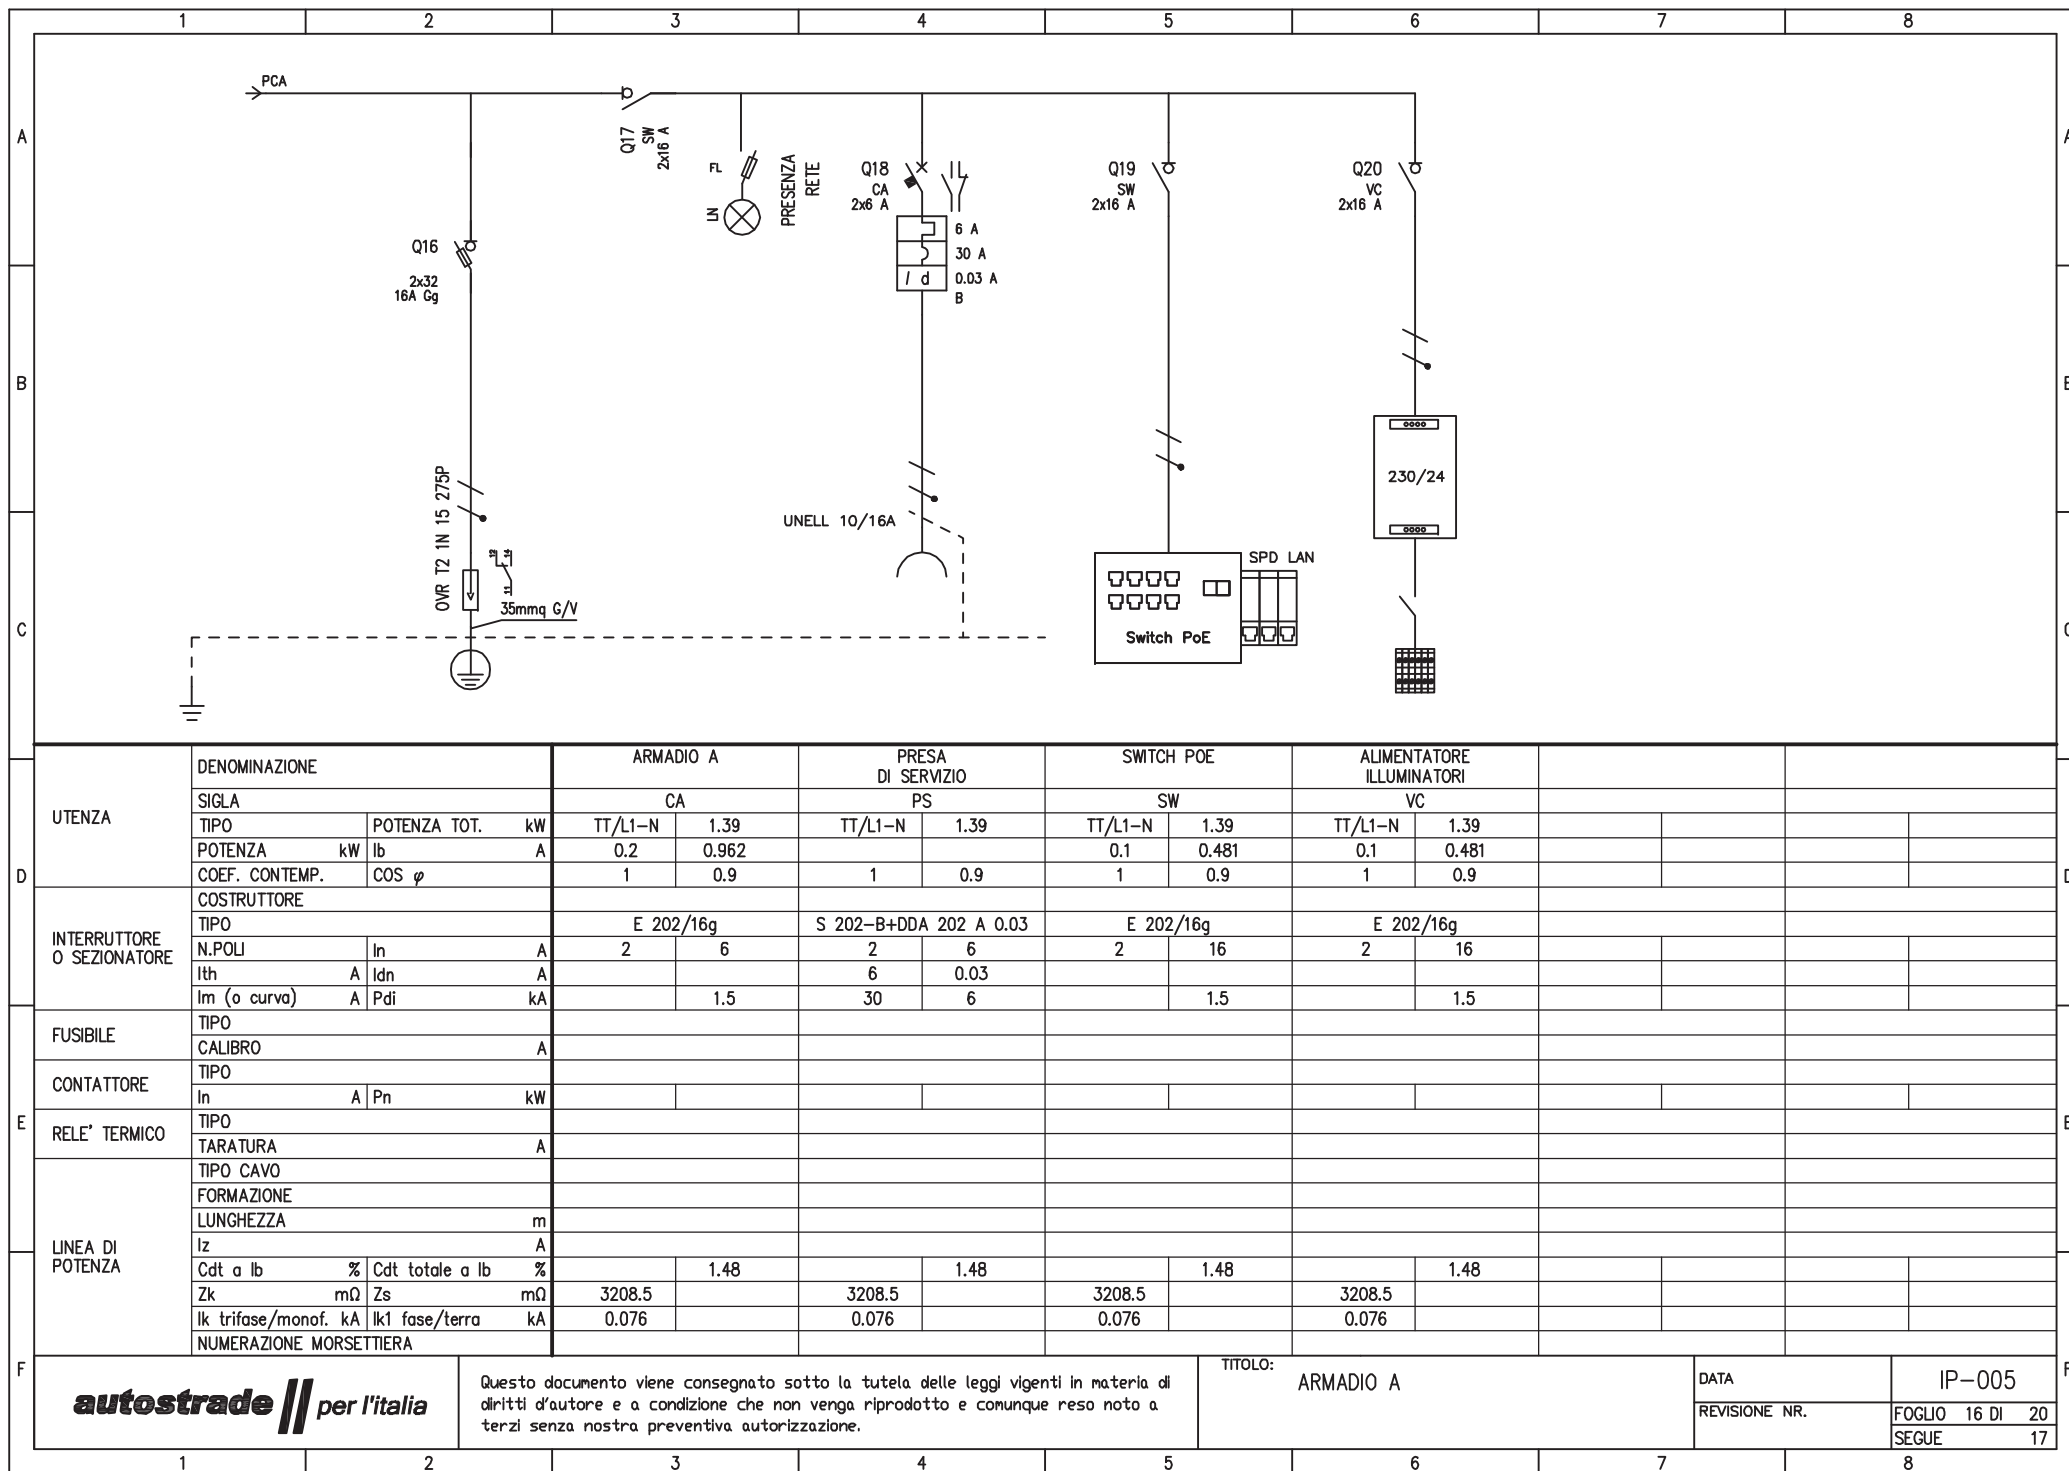 1 2 3 4 5 6 7 8
PCA
A
A
Q17
SW
2x16 A
FL
LN
PRESENZA
RETE
Q18
CA
2x6 A
6 A
30 A
I d 0.03 A
B
Q19
SW
2x16 A
Q20
VC
2x16 A
Q16
2x32
16A Gg
B
B
230/24
OVR T2 1N 15 275P
12 14
11
35mmq G/V
UNELL 10/16A
SPD LAN
Switch PoE
C
C
UTENZA
DENOMINAZIONE
ARMADIO A
PRESA
DI SERVIZIO
SWITCH POE
ALIMENTATORE
ILLUMINATORI
SIGLA CA PS SW VC
TIPO POTENZA TOT. kW TT/L1-N 1.39 TT/L1-N 1.39 TT/L1-N 1.39 TT/L1-N 1.39
POTENZA kW Ib A 0.2 0.962 0.1 0.481 0.1 0.481
D
D
COEF. CONTEMP. COS φ 1 0.9 1 0.9 1 0.9 1 0.9
INTERRUTTORE
O SEZIONATORE
COSTRUTTORE
TIPO E 202/16g S 202-B+DDA 202 A 0.03 E 202/16g E 202/16g
N.POLI In A 2 6 2 6 2 16 2 16
Ith A Idn A 6 0.03
Im (o curva) A Pdi kA 1.5 30 6 1.5 1.5
FUSIBILE
TIPO
CALIBRO A
CONTATTORE
TIPO
In A Pn kW
E
E
RELE' TERMICO
TIPO
TARATURA A
LINEA DI
POTENZA
TIPO CAVO
FORMAZIONE
LUNGHEZZA m
Iz A
Cdt a Ib % Cdt totale a Ib % 1.48 1.48 1.48 1.48
Zk mΩ Zs mΩ 3208.5 3208.5 3208.5 3208.5
Ik trifase/monof. kA Ik1 fase/terra kA 0.076 0.076 0.076 0.076
NUMERAZIONE MORSETTIERA
F
F
autostrade per l'italia
Questo documento viene consegnato sotto la tutela delle leggi vigenti in materia di
diritti d'autore e a condizione che non venga riprodotto e comunque reso noto a
terzi senza nostra preventiva autorizzazione.
TITOLO:
ARMADIO A
DATA
REVISIONE NR.
IP-005
FOGLIO 16 DI 20
SEGUE 17
1 2 3 4 5 6 7 8